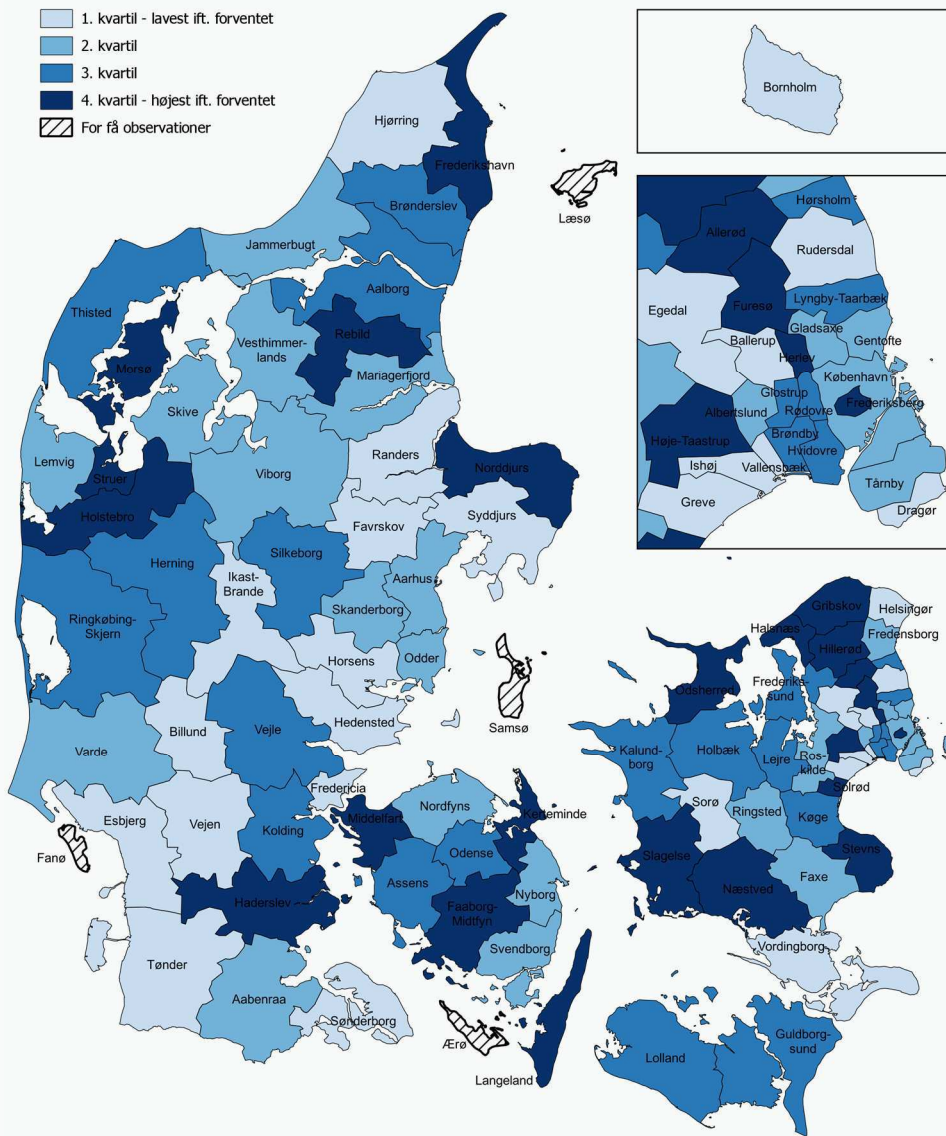 1. kvartil - lavest ift. forventet
2. kvartil
3. kvartil
4. kvartil - højest ift. forventet
For få observationer
Bornholm
Hjørring
Frederikshavn
Brønderslev
Læsø
Jammerbugt
Aalborg
Thisted
Vesthimmer-
lands
Rebild
Morsø
Mariagerfjord
Skive
Lemvig
Viborg
Randers
Norddjurs
Struer
Holstebro
Favrskov
Syddjurs
Herning
Silkeborg
Ikast-
Brande
Aarhus
Skanderborg
Ringkøbing-
Skjern
Horsens
Odder
Hedensted
Samsø
Billund
Vejle
Varde
Fredericia
Esbjerg
Vejen
Kolding
Fanø
Middelfart
Nordfyns
Kerteminde
Odense
Assens
Nyborg
Haderslev
Faaborg-
Midtfyn
Svendborg
Tønder
Aabenraa
Sønderborg
Ærø
Langeland
Hørsholm
Allerød
Rudersdal
Egedal
Furesø
Lyngby-Taarbæk
Gladsaxe
Ballerup
Gentofte
Herlev
København
Glostrup
Frederiksberg
Albertslund
Rødovre
Høje-Taastrup
Brøndby
Hvidovre
Ishøj
Vallensbæk
Greve
Tårnby
Dragør
Gribskov
Helsingør
Halsnæs
Fredensborg
Hillerød
Odsherred
Frederiks-
sund
Kalund-
borg
Holbæk
Lejre
Ros-
kilde
Solrød
Sorø
Ringsted
Køge
Slagelse
Næstved
Stevns
Faxe
Vordingborg
Guldborg-
sund
Lolland